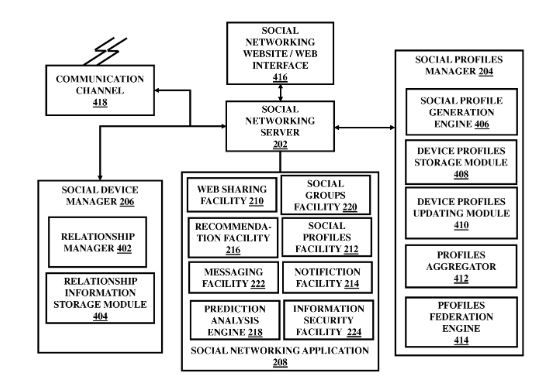 SOCIAL
NETWORKING
WEBSITE / WEB
INTERFACE
416
COMMUNICATION
CHANNEL
418
SOCIAL
NETWORKING
SERVER
202
SOCIAL PROFILES
MANAGER 204
SOCIAL PROFILE
GENERATION
ENGINE 406
DEVICE PROFILES
STORAGE MODULE
408
DEVICE PROFILES
UPDATING MODULE
410
PROFILES
AGGREGATOR
412
PFOFILES
FEDERATION
ENGINE
414
SOCIAL DEVICE
MANAGER 206
RELATIONSHIP
MANAGER 402
RELATIONSHIP
INFORMATION
STORAGE MODULE
404
WEB SHARING
FACILITY 210
SOCIAL
GROUPS
FACILITY 220
RECOMMENDA-
TION FACILITY
216
SOCIAL
PROFILES
FACILITY 212
MESSAGING
FACILITY 222
NOTIFICTION
FACILITY 214
PREDICTION
ANALYSIS
ENGINE 218
INFORMATION
SECURITY
FACILITY 224
SOCIAL NETWORKING APPLICATION
208